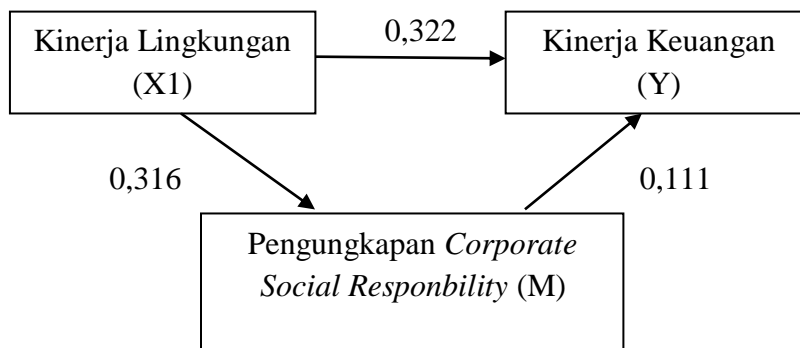 Kinerja Lingkungan
(X1)
0,322
Kinerja Keuangan
(Y)
0,316
0,111
Pengungkapan Corporate
Social Responbility (M)